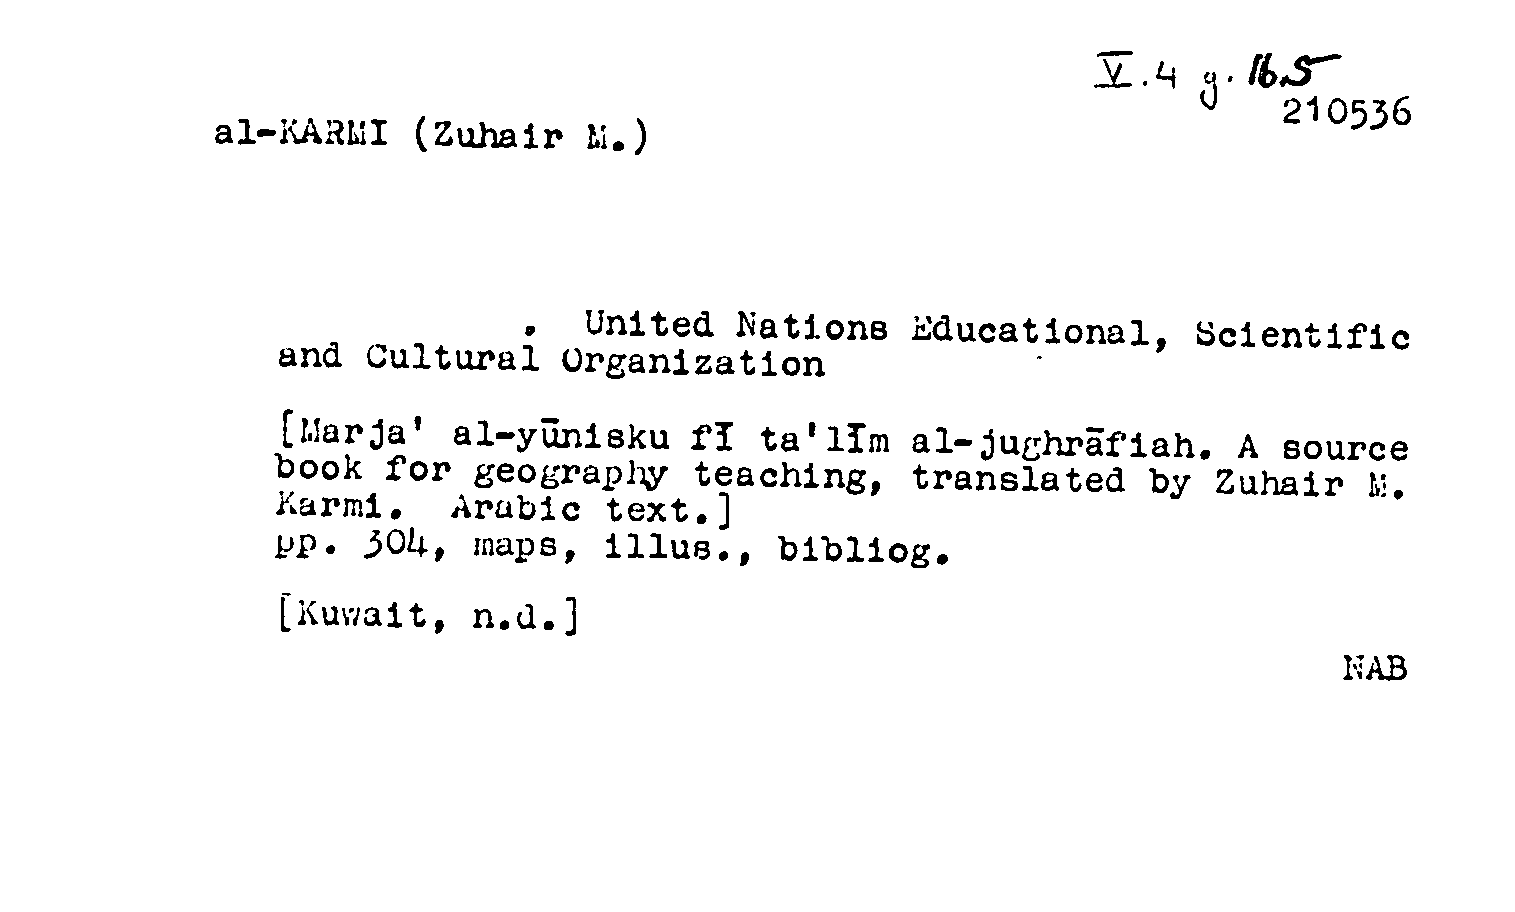 V.4 g. 165
210536
al-KARMI (Zuhair M.)
. United Nations Educational, Scientific
and Cultural Organization
[Marja' al-yūnisku fī ta'līm al-jughrāfiah. A source
book for geography teaching, translated by Zuhair M.
Karmi. Arabic text.]
pp. 304, maps, illus., bibliog.
[Kuwait, n.d.]
NAB